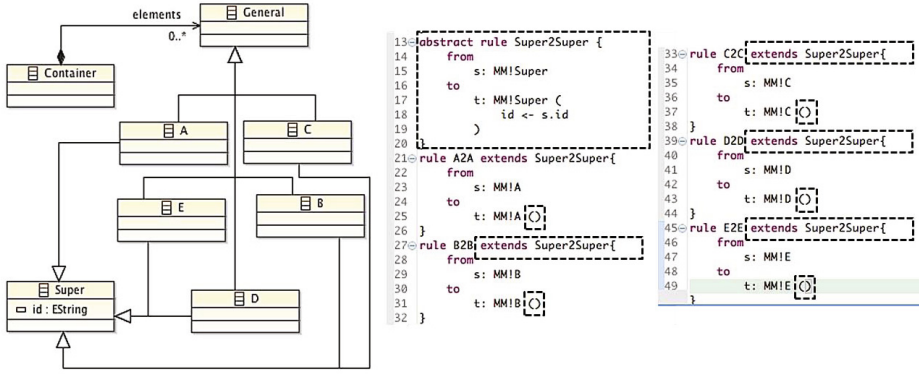 General
elements
0..*
Container
A
C
E
B
Super
id : EString
D
13 abstract rule Super2Super {
14 from
15 s: MM!Super
16 to
17 t: MM!Super (
18 id <- s.id
19 )
20 }
21 rule A2A extends Super2Super{
22 from
23 s: MM!A
24 to
25 t: MM!A ()
26 }
27 rule B2B extends Super2Super{
28 from
29 s: MM!B
30 to
31 t: MM!B ()
32 }
33 rule C2C extends Super2Super{
34 from
35 s: MM!C
36 to
37 t: MM!C ()
38 }
39 rule D2D extends Super2Super{
40 from
41 s: MM!D
42 to
43 t: MM!D ()
44 }
45 rule E2E extends Super2Super{
46 from
47 s: MM!E
48 to
49 t: MM!E ()
}